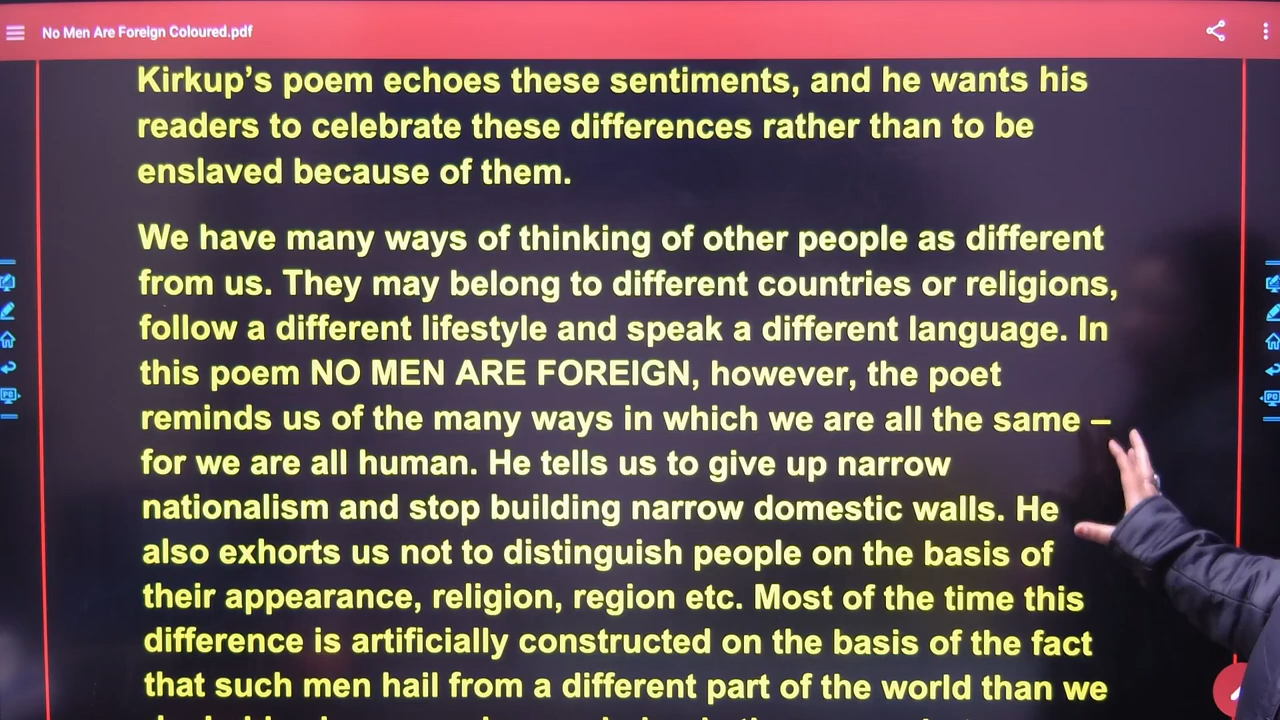 No Men Are Foreign Coloured.pdf
Kirkup's poem echoes these sentiments, and he wants his
readers to celebrate these differences rather than to be
enslaved because of them.
We have many ways of thinking of other people as different
from us. They may belong to different countries or religions,
follow a different lifestyle and speak a different language. In
this poem NO MEN ARE FOREIGN, however, the poet
reminds us of the many ways in which we are all the same –
for we are all human. He tells us to give up narrow
nationalism and stop building narrow domestic walls. He
also exhorts us not to distinguish people on the basis of
their appearance, religion, region etc. Most of the time this
difference is artificially constructed on the basis of the fact
that such men hail from a different part of the world than we